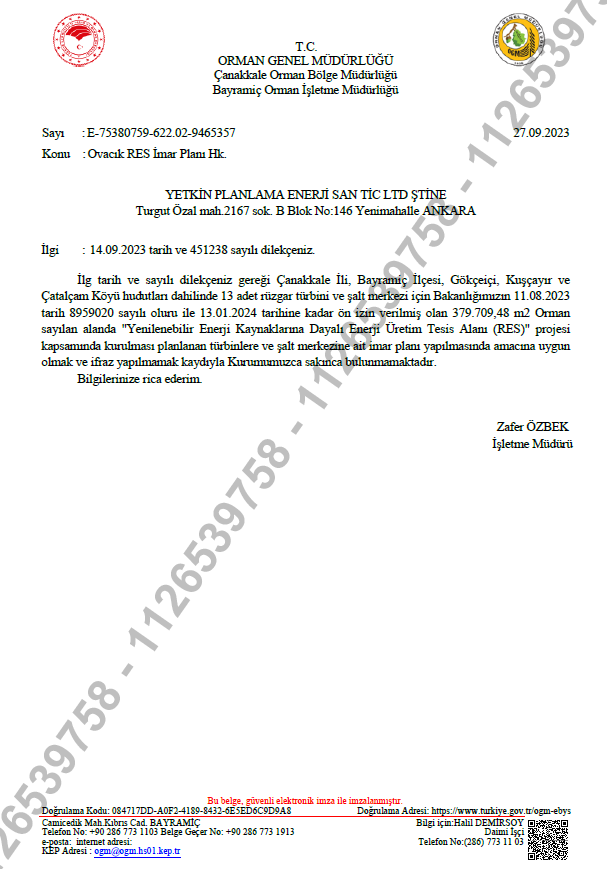 T.C.
ORMAN GENEL MÜDÜRLÜĞÜ
Çanakkale Orman Bölge Müdürlüğü
Bayramiç Orman İşletme Müdürlüğü
Sayı : E-75380759-622.02-9465357 27.09.2023
Konu : Ovacık RES İmar Planı Hk.
YETKİN PLANLAMA ENERJİ SAN TİC LTD ŞTİNE
Turgut Özal mah.2167 sok. B Blok No:146 Yenimahalle ANKARA
İlgi : 14.09.2023 tarih ve 451238 sayılı dilekçeniz.
İlg tarih ve sayılı dilekçeniz gereği Çanakkale İli, Bayramiç İlçesi, Gökçeiçi, Kuşçayır ve
Çatalçam Köyü hudutları dahilinde 13 adet rüzgar türbini ve şalt merkezi için Bakanlığımızın 11.08.2023
tarih 8959020 sayılı oluru ile 13.01.2024 tarihine kadar ön izin verilmiş olan 379.709,48 m2 Orman
sayılan alanda "Yenilenebilir Enerji Kaynaklarına Dayalı Enerji Üretim Tesis Alanı (RES)" projesi
kapsamında kurulması planlanan türbinlere ve şalt merkezine ait imar planı yapılmasında amacına uygun
olmak ve ifraz yapılmamak kaydıyla Kurumumuzca sakınca bulunmamaktadır.
Bilgilerinize rica ederim.
Zafer ÖZBEK
İşletme Müdürü
1126539758 - 1126539758 - 1126539758 - 1126539758
Bu belge, güvenli elektronik imza ile imzalanmıştır.
Doğrulama Kodu: 084717DD-A0F2-4189-8432-6E5ED6C9D9A8 Doğrulama Adresi: https://www.turkiye.gov.tr/ogm-ebys
Camicedik Mah.Kıbrıs Cad. BAYRAMİÇ Bilgi için:Halil DEMİRSOY
Telefon No: +90 286 773 1103 Belge Geçer No: +90 286 773 1913 Daimi İşçi
e-posta: internet adresi: Telefon No:(286) 773 11 03
KEP Adresi : ogm@ogm.hs01.kep.tr